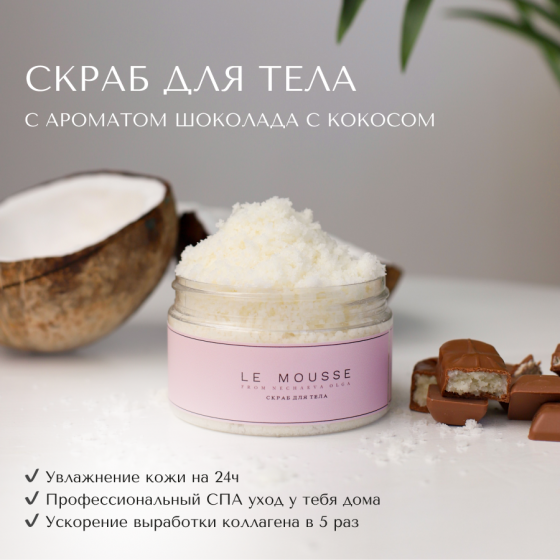 СКРАБ ДЛЯ ТЕЛА
С АРОМАТОМ ШОКОЛАДА С КОКОСОМ
LE MOUSSE
СКРАБ ДЛЯ ТЕЛА
✔ Увлажнение кожи на 24ч
✔ Профессиональный СПА уход у тебя дома
✔ Ускорение выработки коллагена в 5 раз